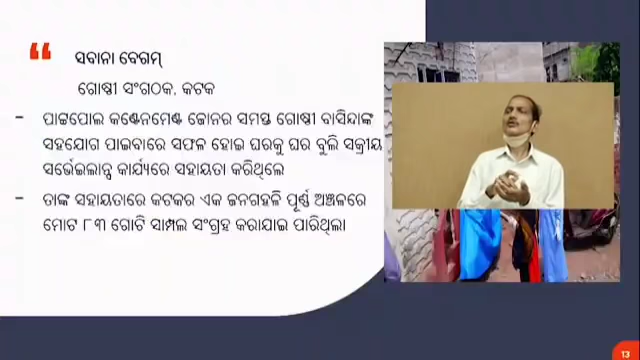 “
ସବାନା ବେଗମ୍
ଗୋଷ୍ଠୀ ସଂଗଠକ, କଟକ
- ପାଟ୍ଟପୋଲ କଣ୍ଟେନମେଣ୍ଟ ଜୋନର ସମସ୍ତ ଗୋଷ୍ଠୀ ବାସିନ୍ଦାଙ୍କ
ସହଯୋଗ ପାଇବାରେ ସଫଳ ହୋଇ ଘରକୁ ଘର ବୁଲି ସକ୍ରୀୟ
ସର୍ଭେଇଲାନ୍ସ କାର୍ଯ୍ୟରେ ସହାୟତା କରିଥିଲେ
- ତାଙ୍କ ସହାୟତାରେ କଟକର ଏକ ଜନଗହଳି ପୂର୍ଣ୍ଣ ଅଞ୍ଚଳରେ
ମୋଟ ୮୩ ଗୋଟି ସାମ୍ପଲ ସଂଗ୍ରହ କରାଯାଇ ପାରିଥିଲା
13